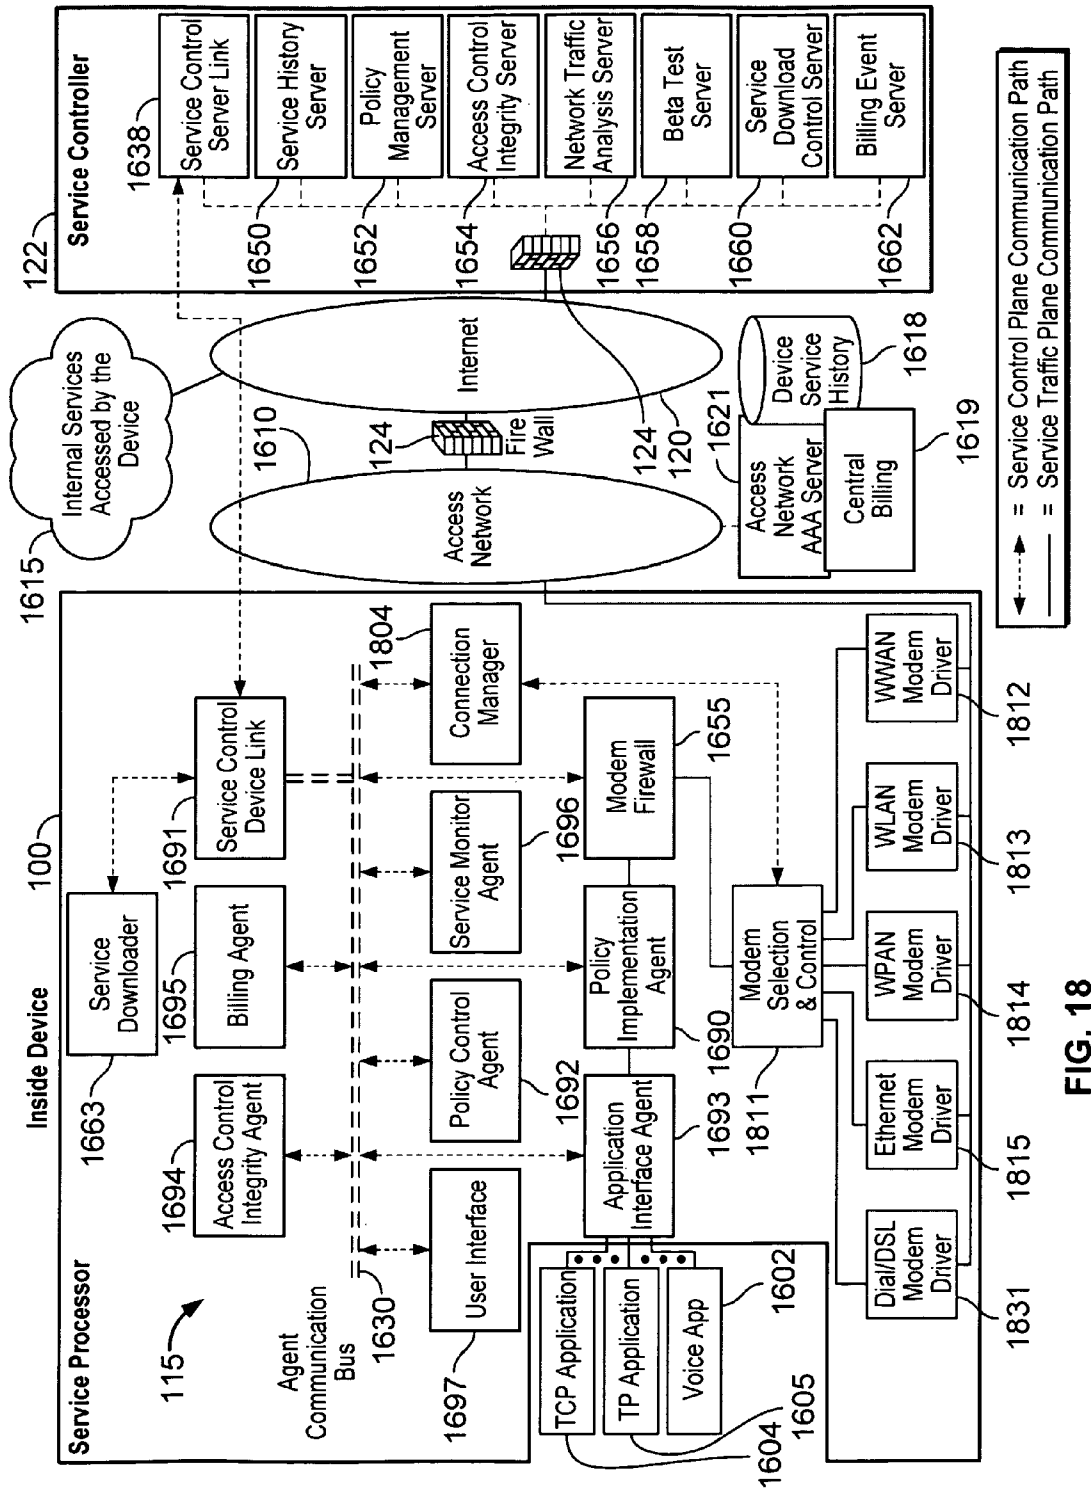 Service Processor
Inside Device
100
115
1663
Service
Downloader
1694
Access Control
Integrity Agent
1695
Billing Agent
1691
Service Control
Device Link
Agent
Communication
Bus
1630
1697
User Interface
Policy Control
Agent
1692
Service Monitor
Agent
1696
Connection
Manager
1804
Application
Interface Agent
1693
Policy
Implementation
Agent
1690
Modem
Firewall
1655
TCP Application
TP Application
Voice App
1604
1605
1602
1811
Modem
Selection
& Control
Dial/DSL
Modem
Driver
1831
Ethernet
Modem
Driver
1815
WPAN
Modem
Driver
1814
WLAN
Modem
Driver
1813
WWAN
Modem
Driver
1812
1615
Internal Services
Accessed by the
Device
1610
Access
Network
124
Fire
Wall
Internet
124
120
1621
Access
Network
AAA Server
Device
Service
History
1618
Central
Billing
1619
122
Service Controller
1638
Service Control
Server Link
1650
Service History
Server
1652
Policy
Management
Server
1654
Access Control
Integrity Server
1656
Network Traffic
Analysis Server
1658
Beta Test
Server
1660
Service
Download
Control Server
1662
Billing Event
Server
= Service Control Plane Communication Path
= Service Traffic Plane Communication Path
FIG. 18